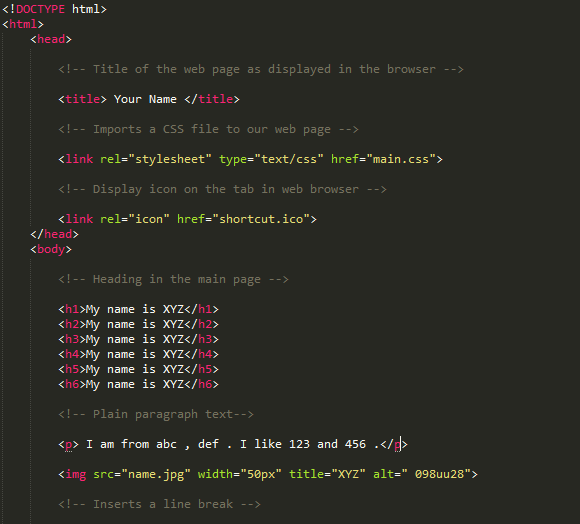 <!DOCTYPE html>
<html>
<head>
<!-- Title of the web page as displayed in the browser -->
<title> Your Name </title>
<!-- Imports a CSS file to our web page -->
<link rel="stylesheet" type="text/css" href="main.css">
<!-- Display icon on the tab in web browser -->
<link rel="icon" href="shortcut.ico">
</head>
<body>
<!-- Heading in the main page -->
<h1>My name is XYZ</h1>
<h2>My name is XYZ</h2>
<h3>My name is XYZ</h3>
<h4>My name is XYZ</h4>
<h5>My name is XYZ</h5>
<h6>My name is XYZ</h6>
<!-- Plain paragraph text-->
<p> I am from abc , def . I like 123 and 456 .</p>
<img src="name.jpg" width="50px" title="XYZ" alt=" 098uu28">
<!-- Inserts a line break -->